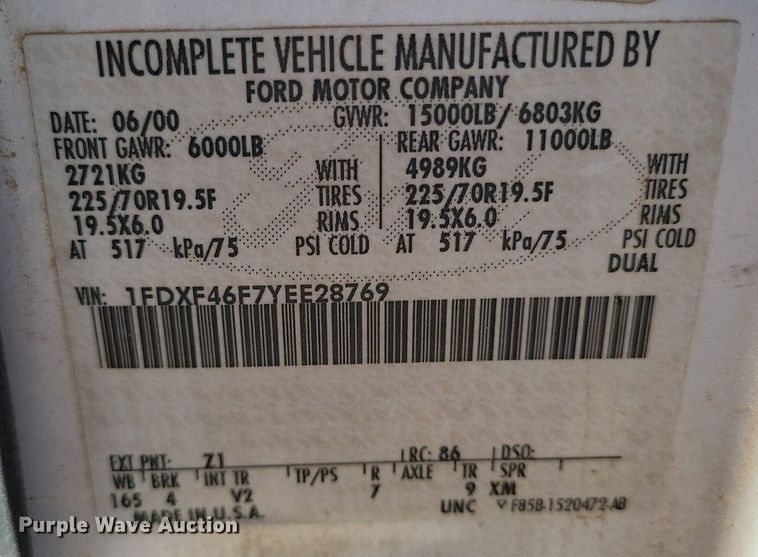 INCOMPLETE VEHICLE MANUFACTURED BY
FORD MOTOR COMPANY
DATE: 06/00 GVWR: 15000LB/ 6803KG
FRONT GAWR: 6000LB REAR GAWR: 11000LB
2721KG WITH 4989KG WITH
225/70R19.5F TIRES 225/70R19.5F TIRES
19.5X6.0 RIMS 19.5X6.0 RIMS
AT 517 kPa/75 PSI COLD AT 517 kPa/75 PSI COLD
DUAL
VIN: 1FDXF46F7YEE28769
EXT PNT: Z1 RC: 86 DSO:
WB BRK INT TR TP/PS R AXLE TR SPR
165 4 V2 7 9 XM
MADE IN U.S.A. UNC F85B-1520472-AB
Purple Wave Auction
Purple Wave Auction